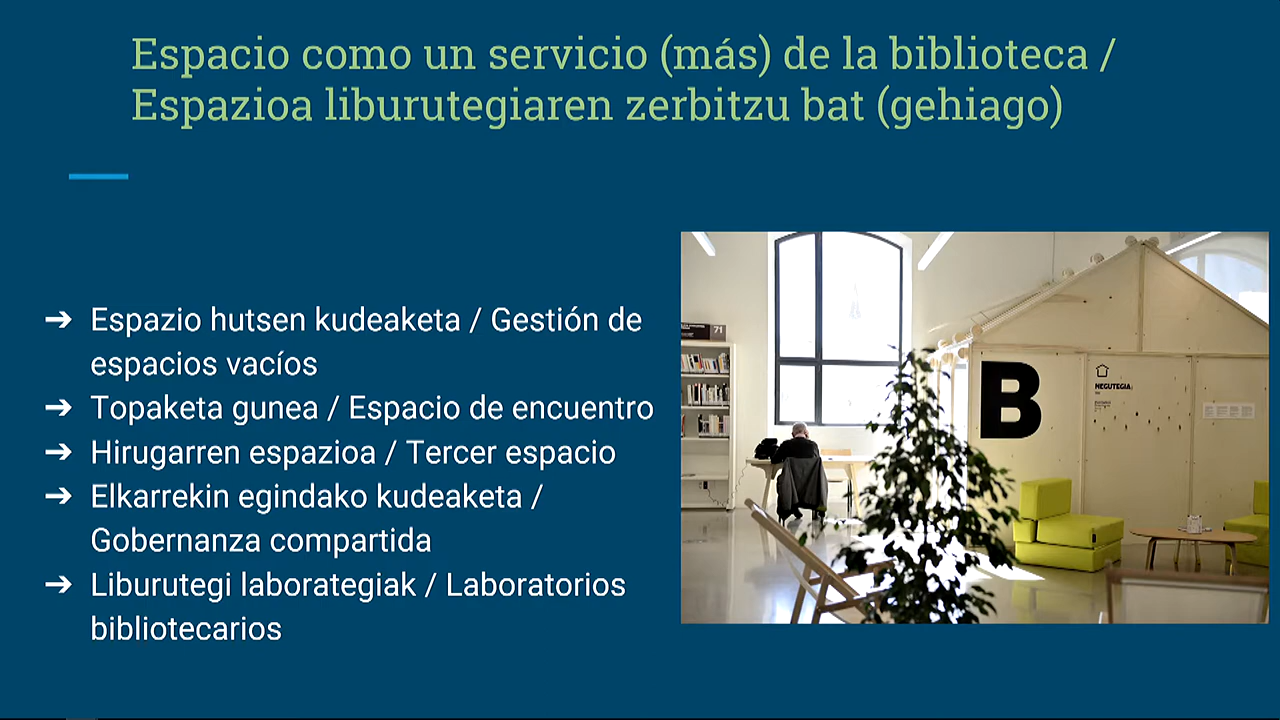 Espacio como un servicio (más) de la biblioteca /
Espazioa liburutegiaren zerbitzu bat (gehiago)
➔ Espazio hutsen kudeaketa / Gestión de
espacios vacíos
➔ Topaketa gunea / Espacio de encuentro
➔ Hirugarren espazioa / Tercer espacio
➔ Elkarrekin egindako kudeaketa /
Gobernanza compartida
➔ Liburutegi laborategiak / Laboratorios
bibliotecarios
71
B
NEGUTEGIA